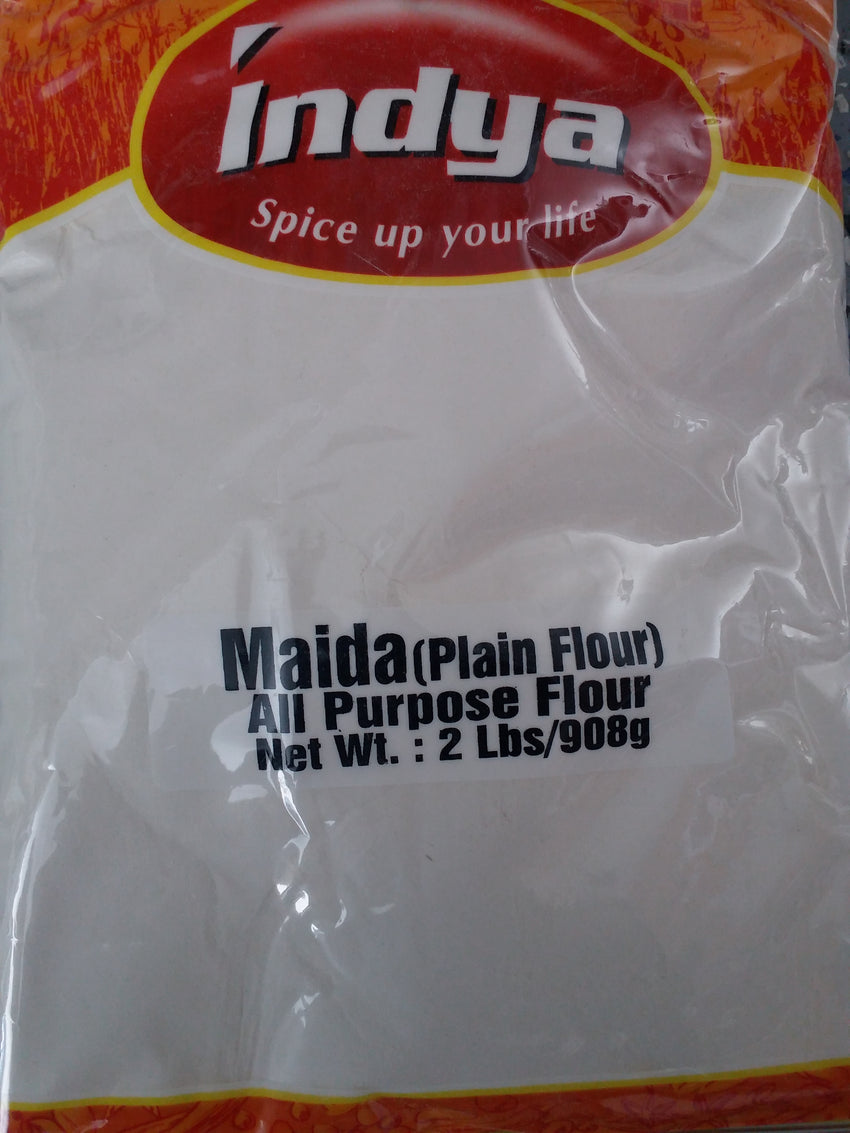 indya
Spice up your life
Maida (Plain Flour)
All Purpose Flour
Net Wt. : 2 Lbs/908g